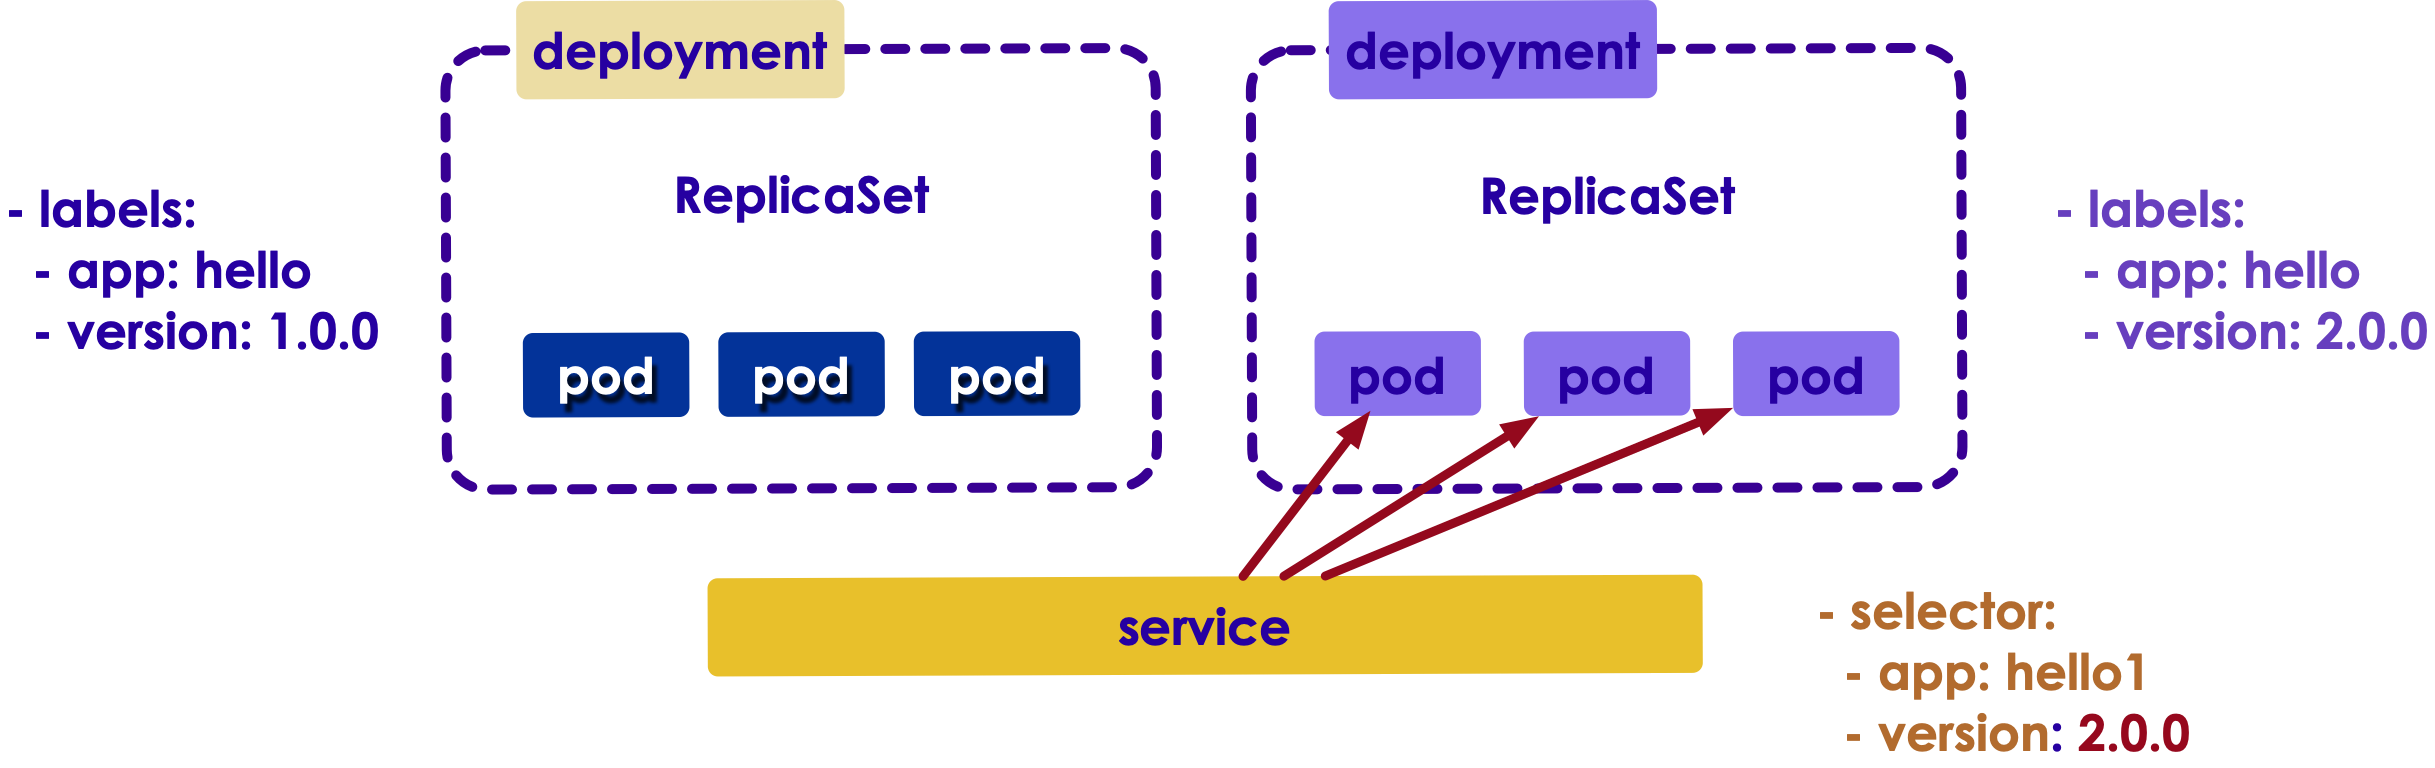 deployment
deployment
ReplicaSet
ReplicaSet
- labels:
- app: hello
- version: 1.0.0
- labels:
- app: hello
- version: 2.0.0
pod
pod
pod
pod
pod
pod
service
- selector:
- app: hello1
- version: 2.0.0